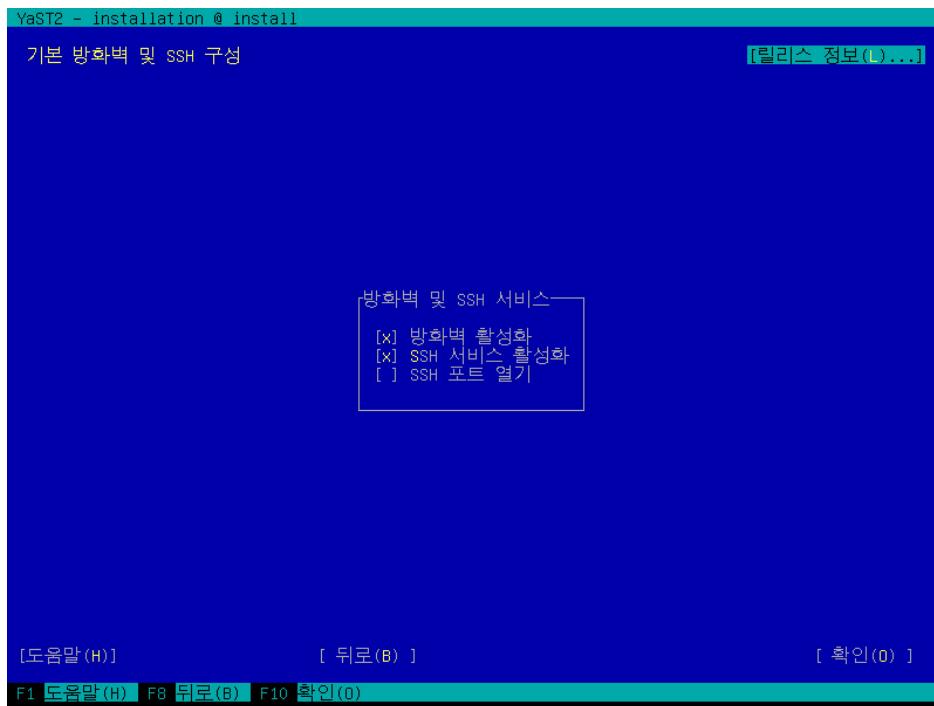 YaST2 - installation @ install
기본 방화벽 및 SSH 구성 [릴리스 정보(L)...]
방화벽 및 SSH 서비스
[x] 방화벽 활성화
[x] SSH 서비스 활성화
[ ] SSH 포트 열기
[도움말(H)] [ 뒤로(B) ] [ 확인(O) ]
F1 도움말(H) F8 뒤로(B) F10 확인(O)